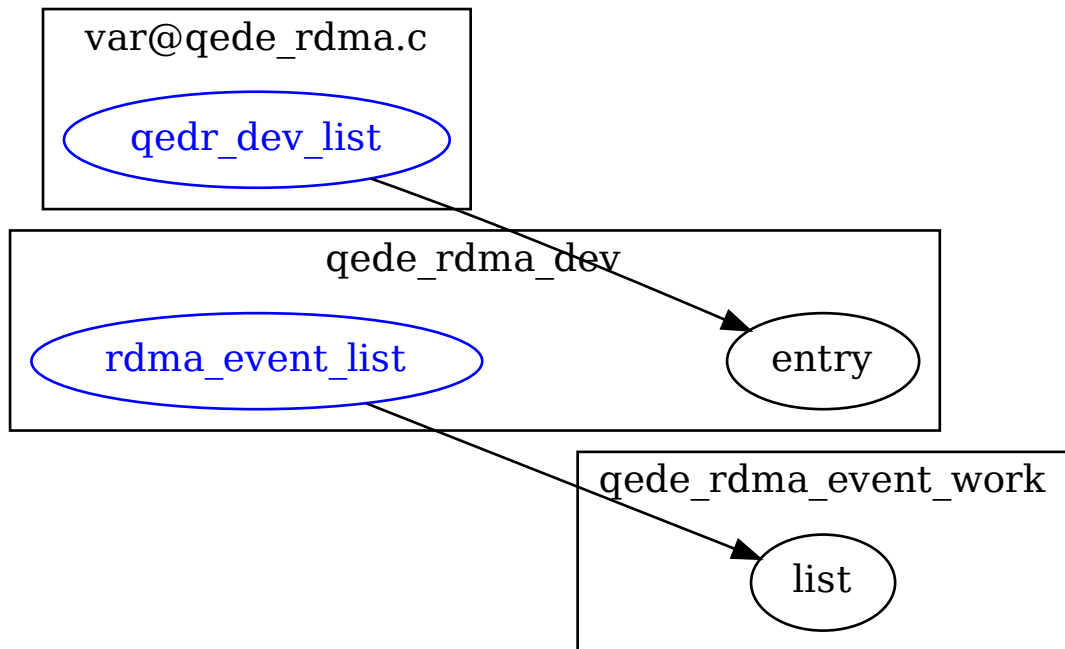 var@qede_rdma.c
qedr_dev_list
qede_rdma_dev
rdma_event_list
entry
qede_rdma_event_work
list